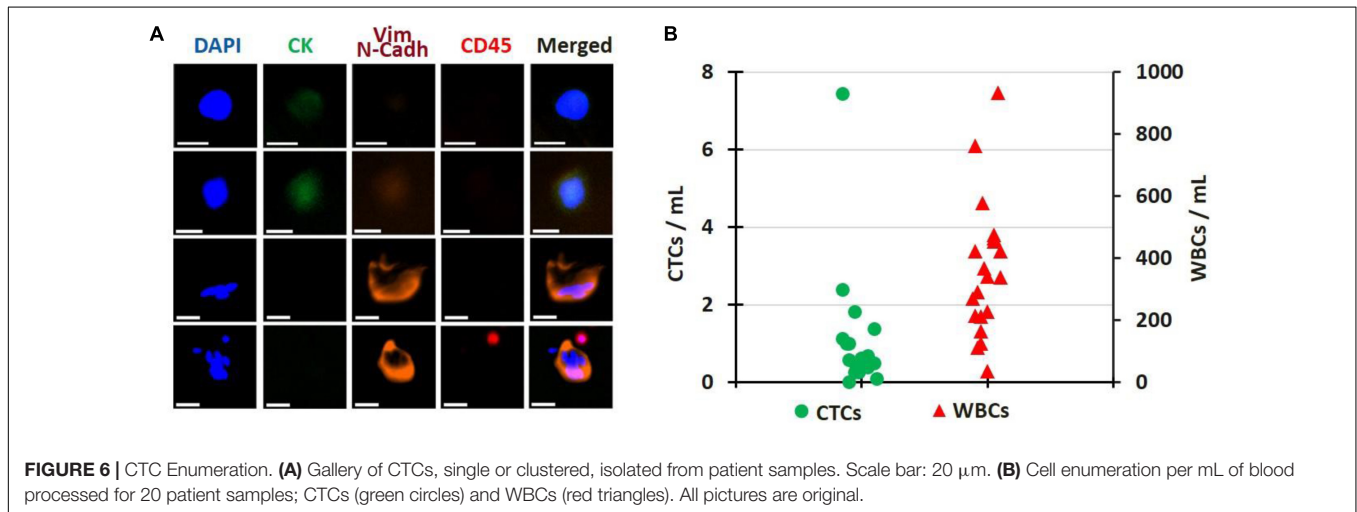 A
DAPI
CK
Vim
N-Cadh
CD45
Merged
B
8
6
4
2
0
CTCs / mL
1000
800
600
400
200
0
WBCs / mL
CTCs
WBCs
FIGURE 6 | CTC Enumeration. (A) Gallery of CTCs, single or clustered, isolated from patient samples. Scale bar: 20 μm. (B) Cell enumeration per mL of blood
processed for 20 patient samples; CTCs (green circles) and WBCs (red triangles). All pictures are original.